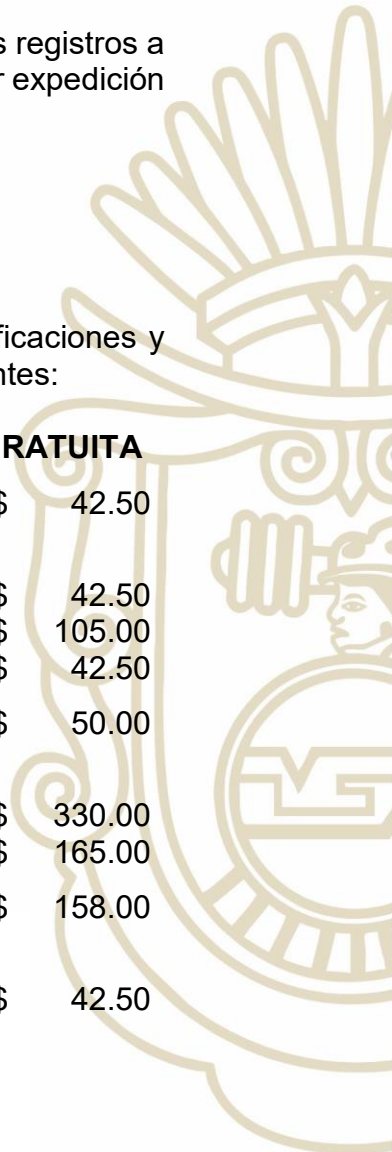 s registros a
r expedición
ficaciones y
ntes:
RATUITA
$ 42.50
$ 42.50
$ 105.00
$ 42.50
$ 50.00
$ 330.00
$ 165.00
$ 158.00
$ 42.50